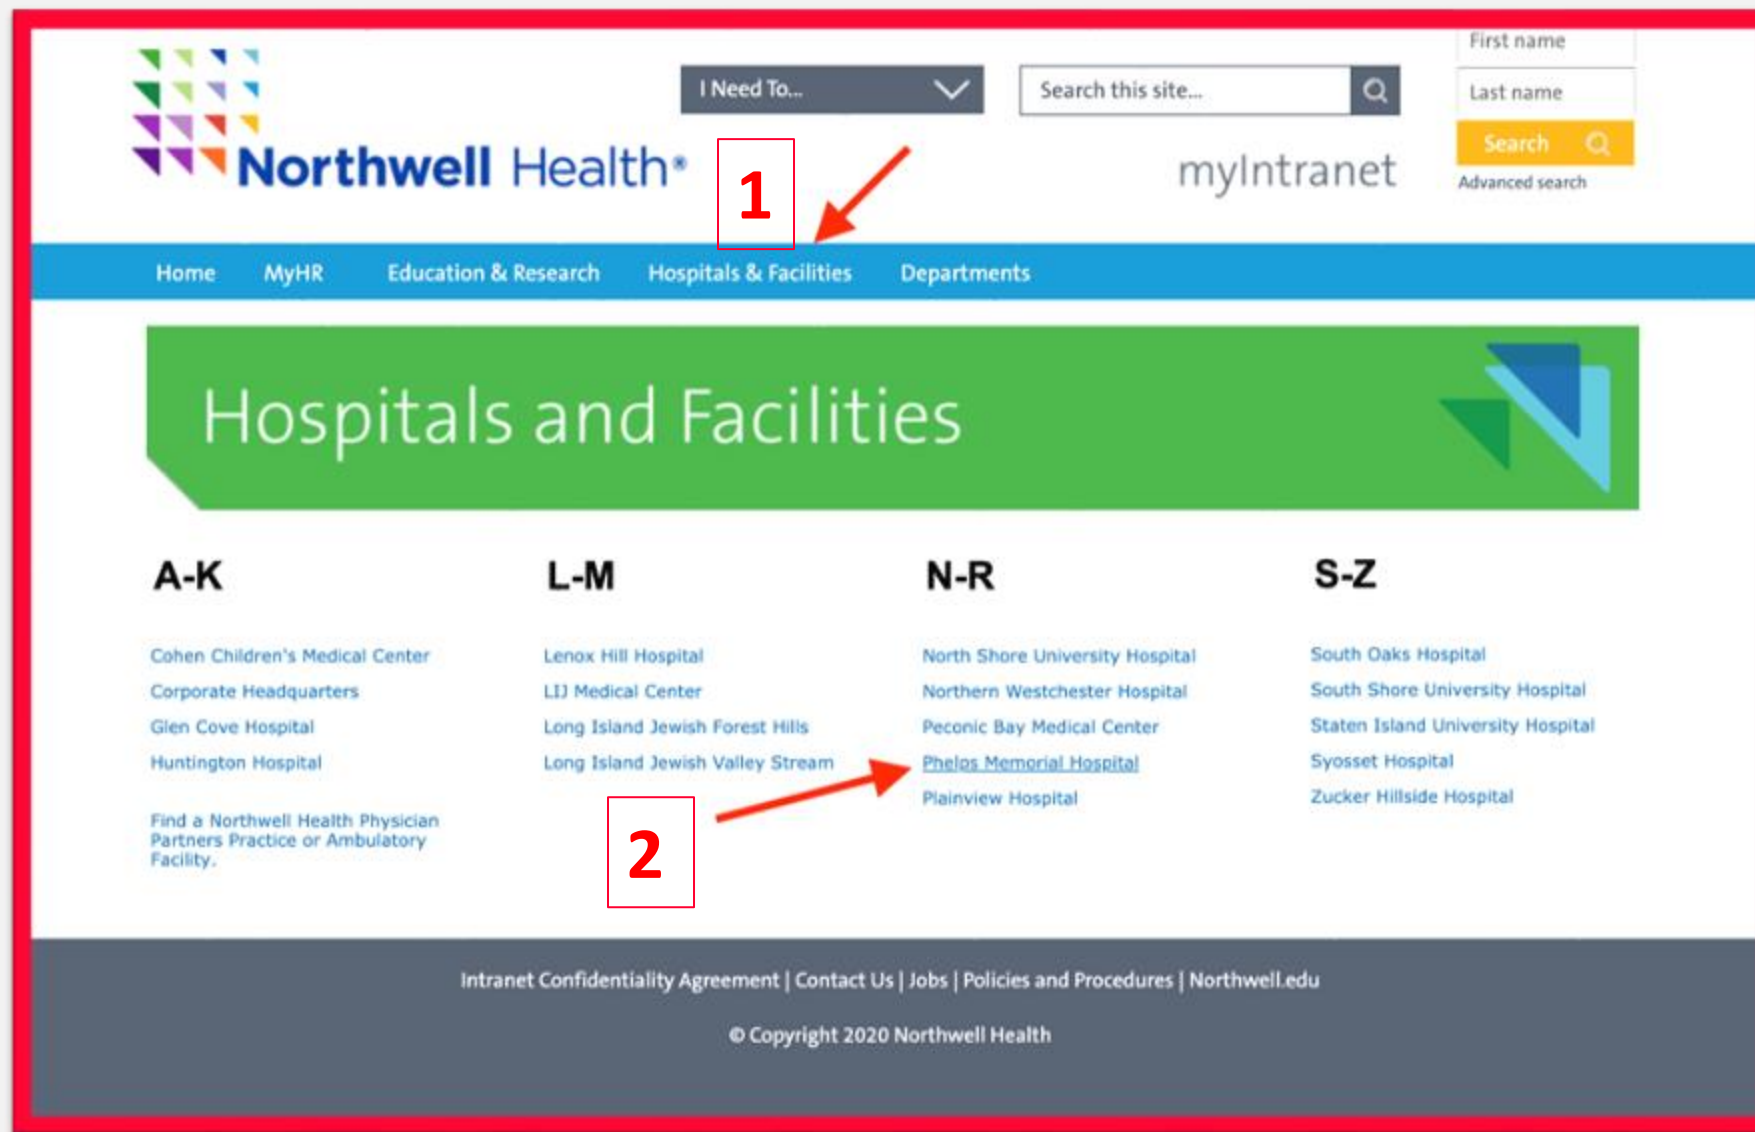 First name
I Need To...
Search this site...
Last name
Search
Northwell Health®
1
myIntranet
Advanced search
Home MyHR Education & Research Hospitals & Facilities Departments
Hospitals and Facilities
A-K
Cohen Children's Medical Center
Corporate Headquarters
Glen Cove Hospital
Huntington Hospital
Find a Northwell Health Physician
Partners Practice or Ambulatory
Facility.
L-M
Lenox Hill Hospital
LIJ Medical Center
Long Island Jewish Forest Hills
Long Island Jewish Valley Stream
2
N-R
North Shore University Hospital
Northern Westchester Hospital
Peconic Bay Medical Center
Phelps Memorial Hospital
Plainview Hospital
S-Z
South Oaks Hospital
South Shore University Hospital
Staten Island University Hospital
Syosset Hospital
Zucker Hillside Hospital
Intranet Confidentiality Agreement | Contact Us | Jobs | Policies and Procedures | Northwell.edu
© Copyright 2020 Northwell Health